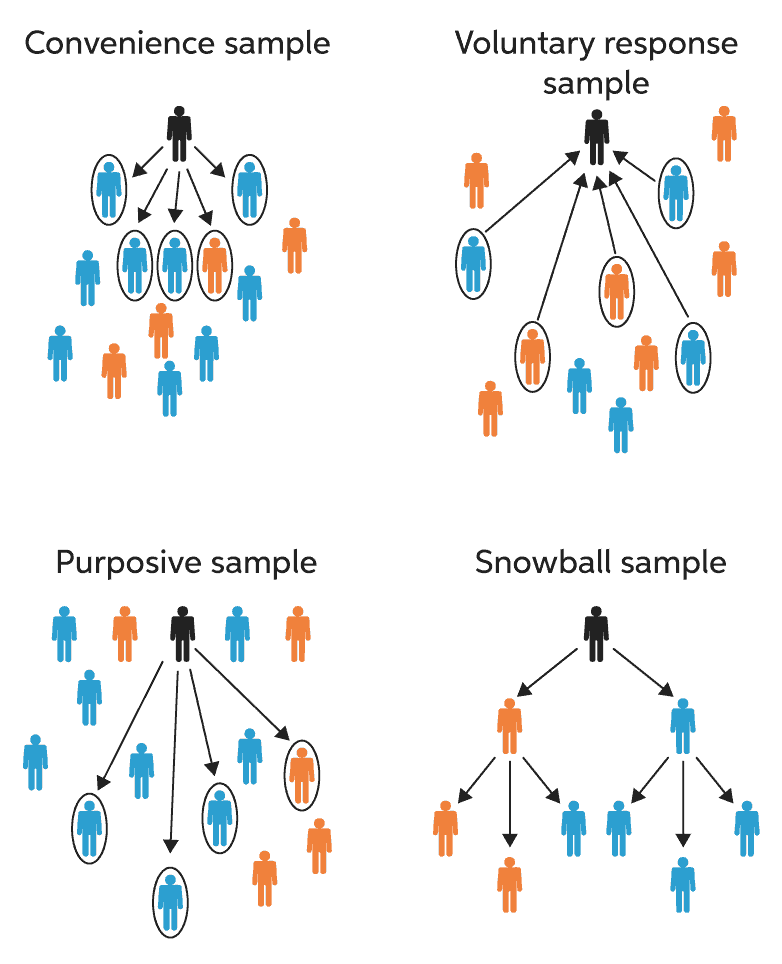 Convenience sample
Voluntary response
sample
Purposive sample
Snowball sample